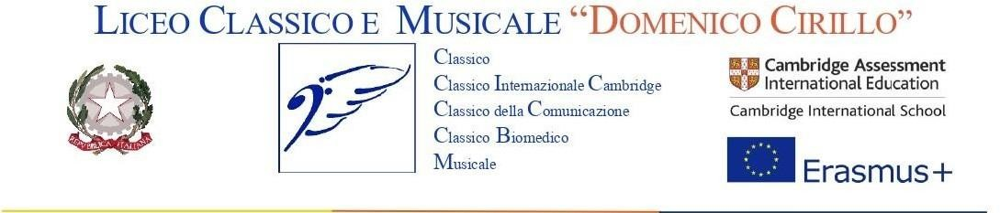 LICEO CLASSICO E MUSICALE “DOMENICO CIRILLO”
REPVBBLICA ITALIANA
Classico
Classico Internazionale Cambridge
Classico della Comunicazione
Classico Biomedico
Musicale
Cambridge Assessment
International Education
Cambridge International School
Erasmus+